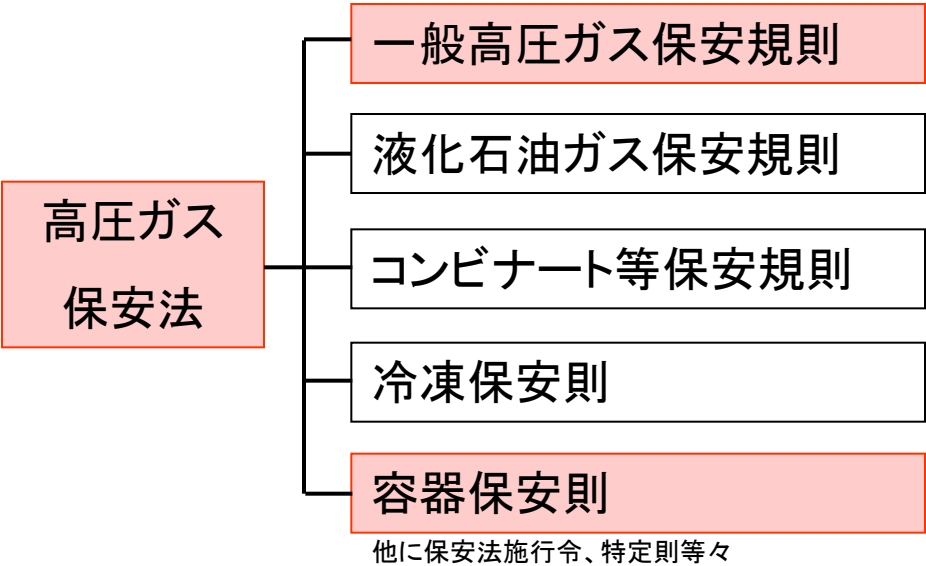 一般高圧ガス保安規則
液化石油ガス保安規則
高圧ガス
保安法
コンビナート等保安規則
冷凍保安則
容器保安則
他に保安法施行令、特定則等々